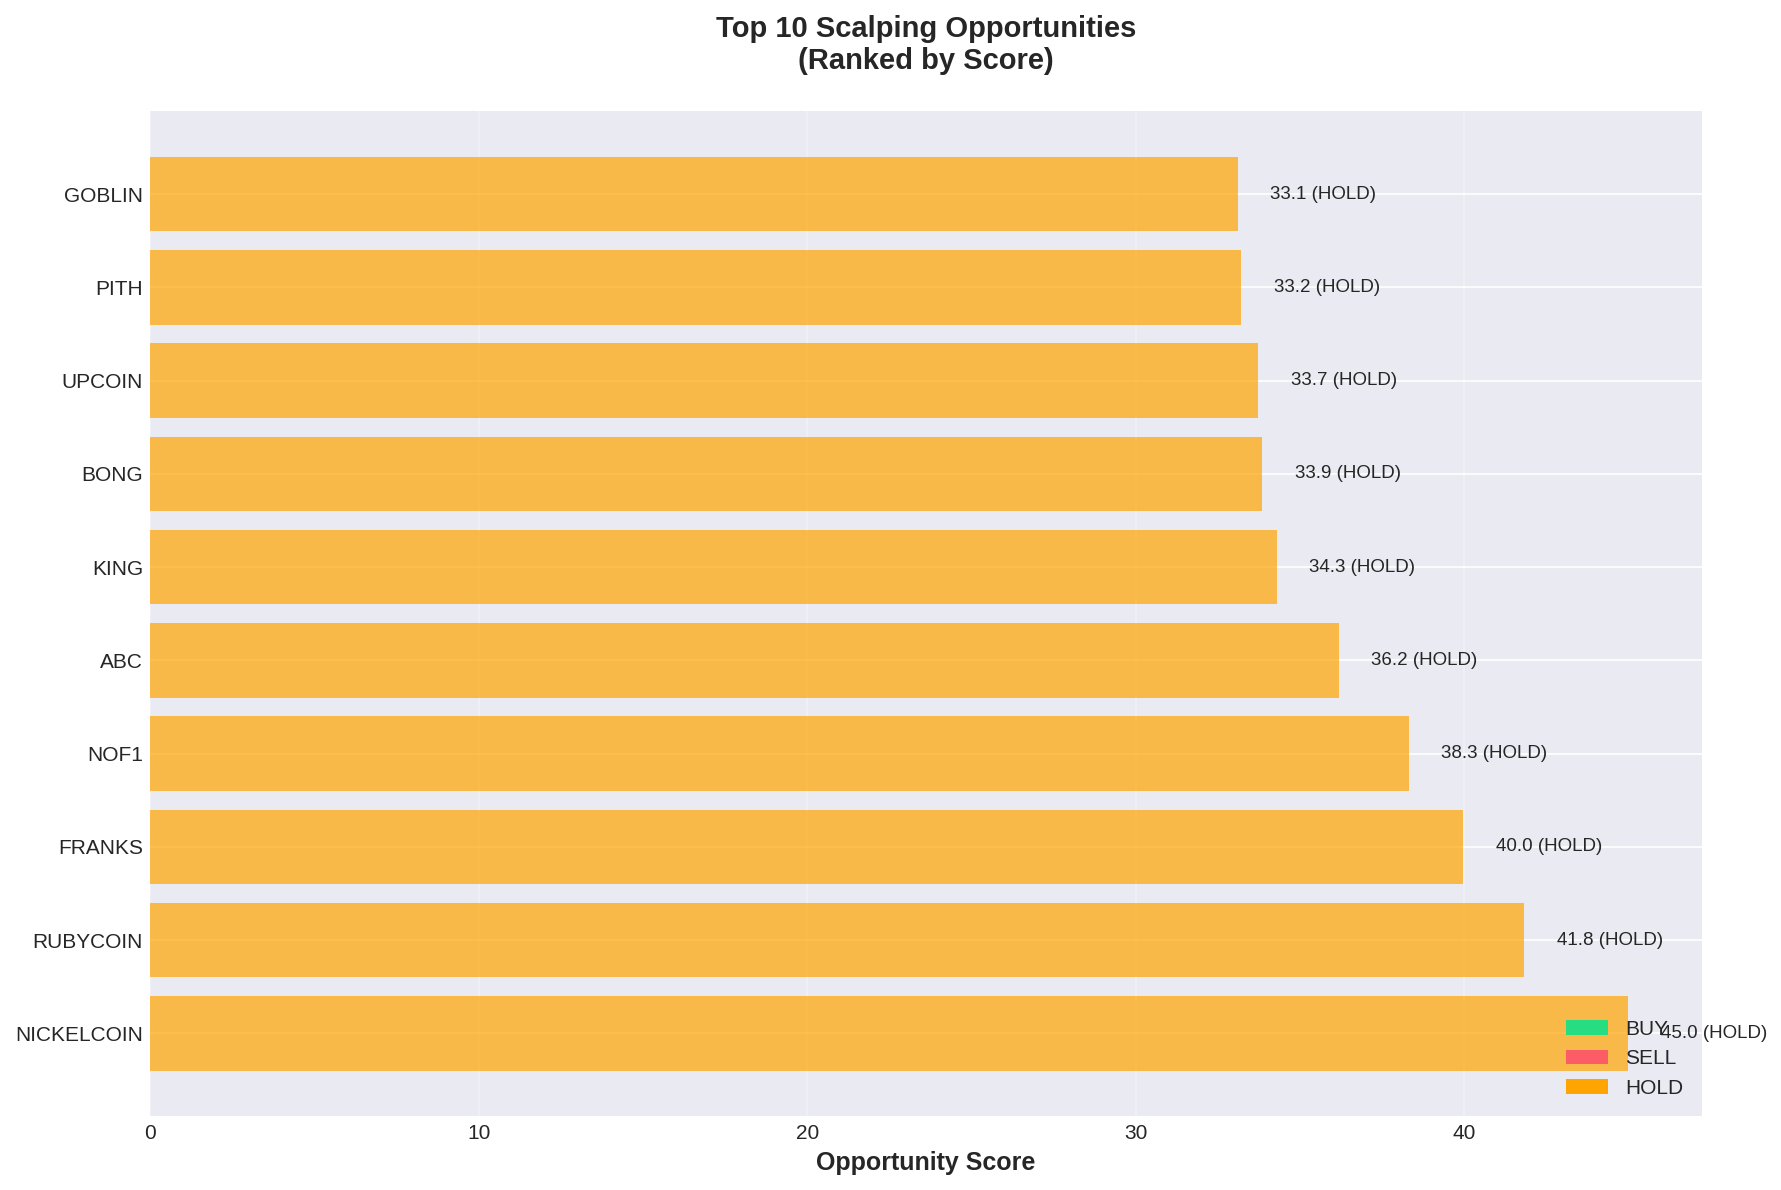 Top 10 Scalping Opportunities
(Ranked by Score)
GOBLIN 33.1 (HOLD)
PITH 33.2 (HOLD)
UPCOIN 33.7 (HOLD)
BONG 33.9 (HOLD)
KING 34.3 (HOLD)
ABC 36.2 (HOLD)
NOF1 38.3 (HOLD)
FRANKS 40.0 (HOLD)
RUBYCOIN 41.8 (HOLD)
NICKELCOIN 45.0 (HOLD)
BUY
SELL
HOLD
0 10 20 30 40
Opportunity Score